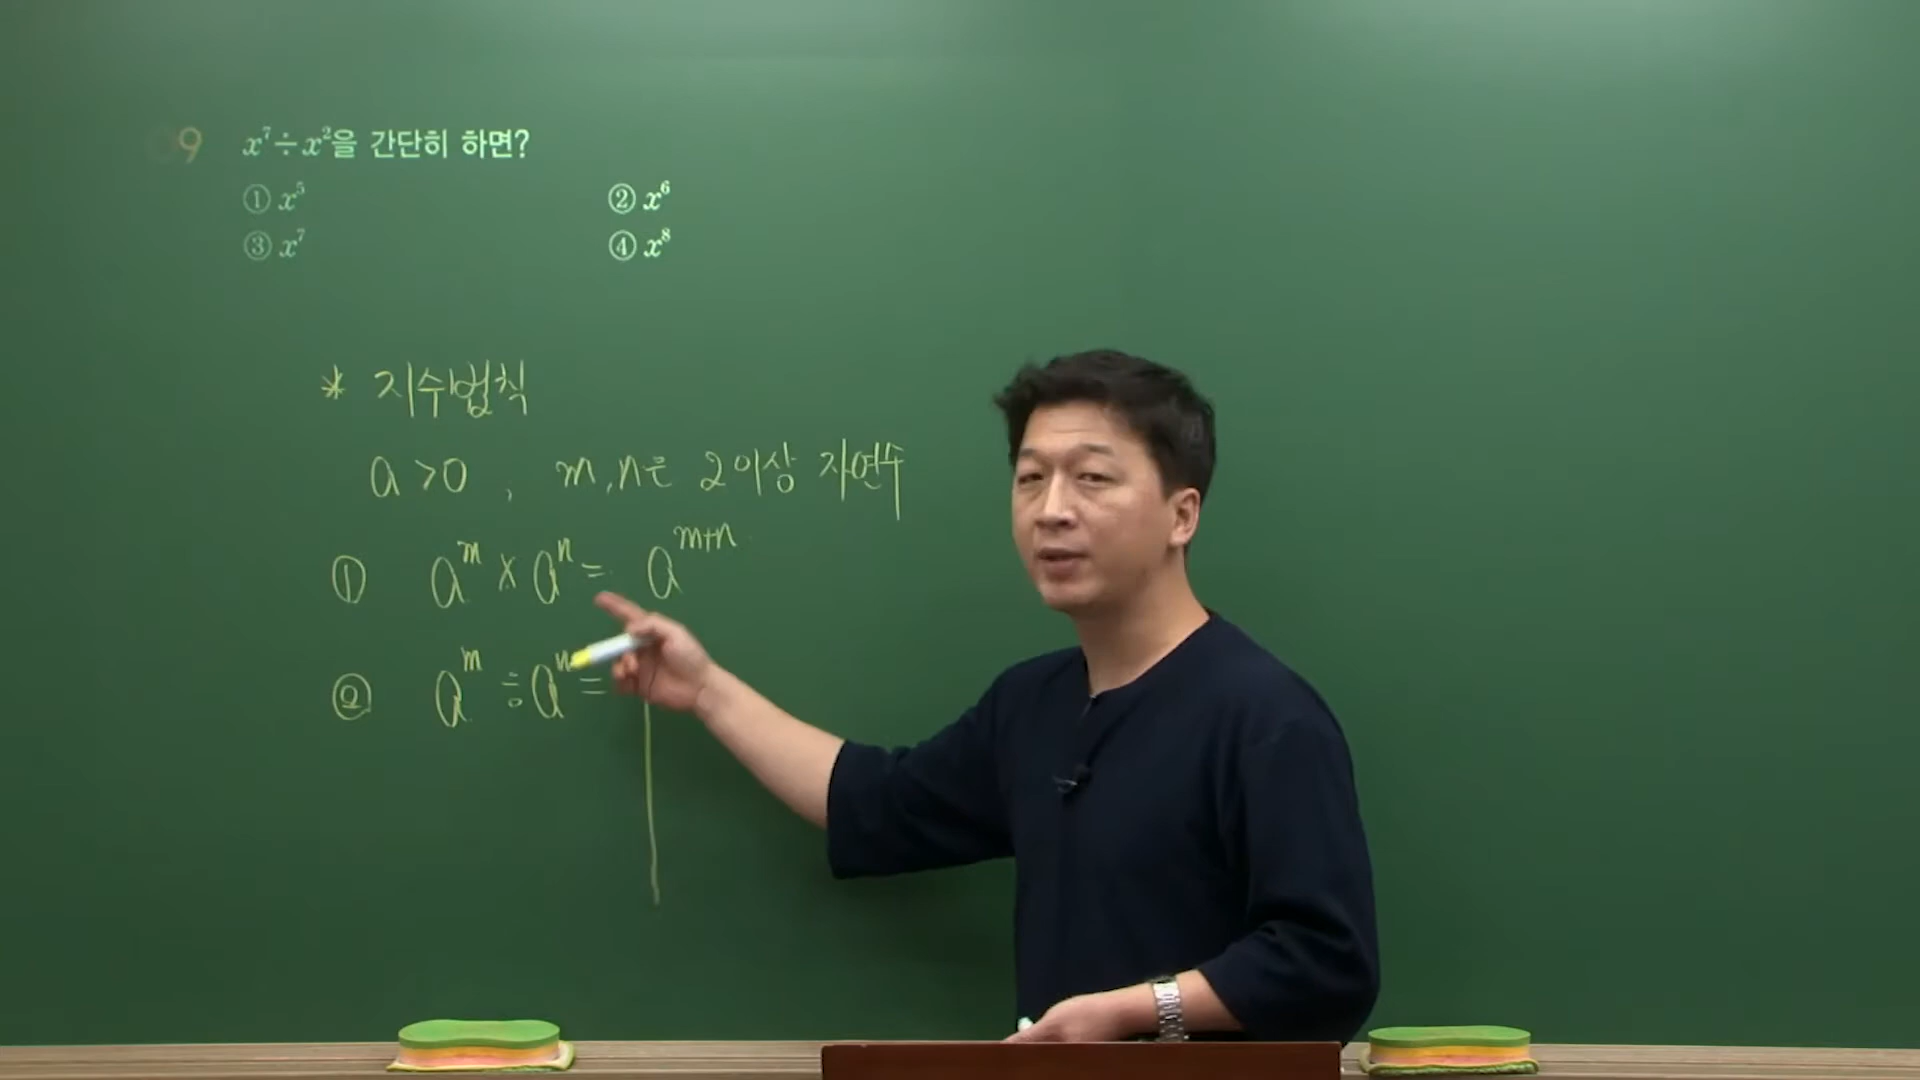 09 x⁷÷x²을 간단히 하면?
① x⁵ ② x⁶
③ x⁷ ④ x⁸
* 지수법칙
a>0 , m,n은 2이상 자연수
① aᵐ×aⁿ= aᵐ⁺ⁿ
② aᵐ÷aⁿ=